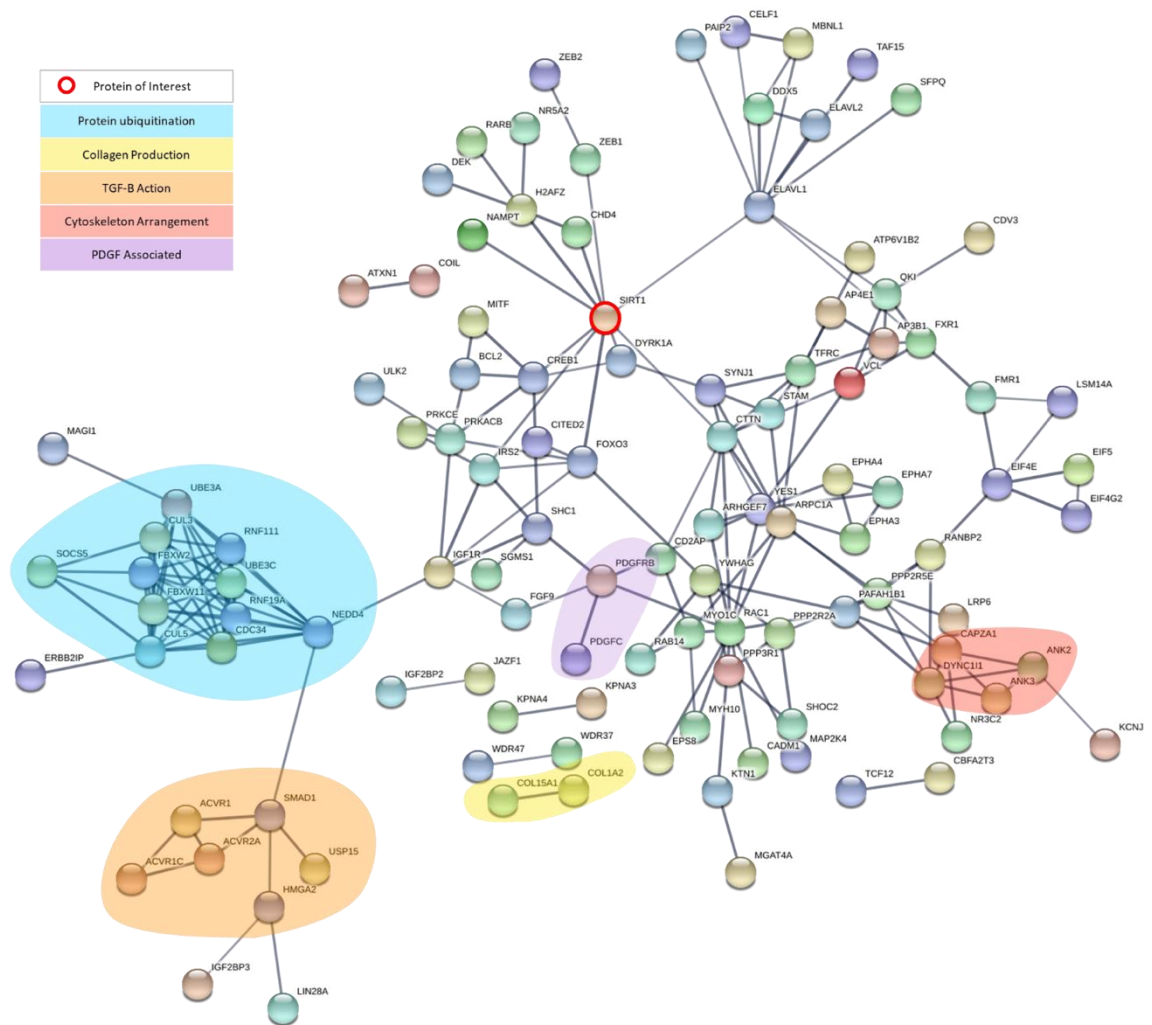 Protein of Interest
Protein ubiquitination
Collagen Production
TGF-B Action
Cytoskeleton Arrangement
PDGF Associated
CELF1
PAIP2
MBNL1
TAF15
ZEB2
SFPQ
DDX5
NR5A2
ELAVL2
RARB
ZEB1
DEK
ELAVL1
H2AFZ
NAMPT
CHD4
CDV3
ATP6V1B2
COIL
ATXN1
QKI
SIRT1
AP4E1
MITF
AP3B1
FXR1
DYRK1A
TFRC
BCL2
CREB1
VCL
ULK2
SYNJ1
STAM
FMR1
LSM14A
PRKCE
PRKACB
CITED2
CTTN
MAGI1
IRS2
FOXO3
EIF5
EPHA4
EIF4E
EPHA7
UBE3A
YES1
EIF4G2
ARHGEF7
ARPC1A
CUL3
RNF111
SHC1
EPHA3
SOCS5
FBXW2
UBE3C
CD2AP
RANBP2
IGF1R
SGMS1
PDGFRB
YWHAG
PPP2R5E
FBXW11
RNF19A
PAFAH1B1
FGF9
NEDD4
MYO1C
RAC1
PPP2R2A
LRP6
CUL5
CDC34
CAPZA1
PDGFC
RAB14
ANK2
ERBB2IP
PPP3R1
DYNC1I1
JAZF1
ANK3
IGF2BP2
KPNA3
KPNA4
MYH10
SHOC2
NR3C2
KCNJ
WDR37
EPS8
CADM1
MAP2K4
WDR47
CBFA2T3
COL15A1
COL1A2
KTN1
TCF12
ACVR1
SMAD1
ACVR2A
USP15
MGAT4A
ACVR1C
HMGA2
IGF2BP3
LIN28A